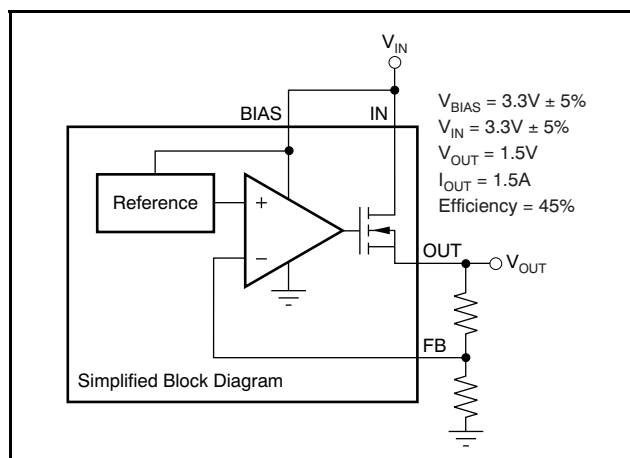 V_IN
BIAS
IN
V_BIAS = 3.3V ± 5%
V_IN = 3.3V ± 5%
V_OUT = 1.5V
I_OUT = 1.5A
Efficiency = 45%
Reference
+
−
OUT
V_OUT
FB
Simplified Block Diagram